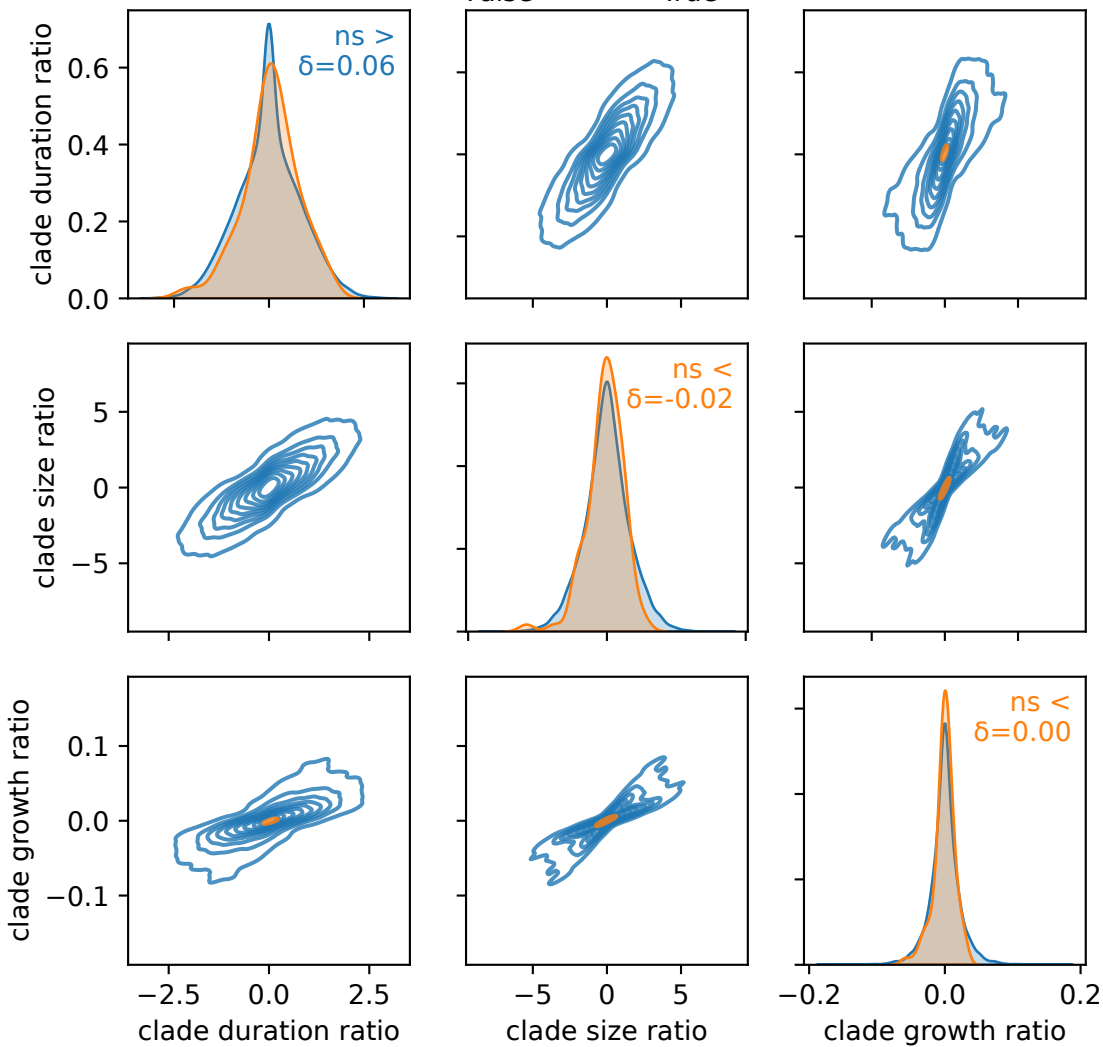 ns >
δ=0.06
clade duration ratio
0.6
0.4
0.2
0.0
ns <
δ=-0.02
clade size ratio
5
0
−5
ns <
δ=0.00
clade growth ratio
0.1
0.0
−0.1
−2.5 0.0 2.5
−5 0 5
−0.2 0.0 0.2
clade duration ratio
clade size ratio
clade growth ratio